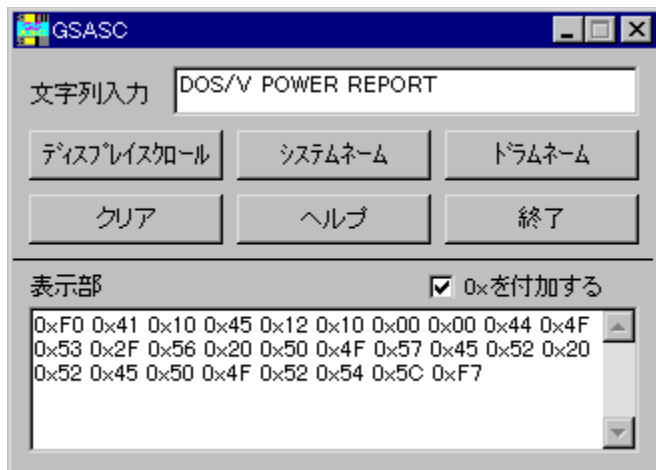 GSASC
文字列入力 DOS/V POWER REPORT
ﾃﾞｨｽﾌﾟﾚｲｽｸﾛｰﾙ ｼｽﾃﾑﾈｰﾑ ﾄﾞﾗﾑﾈｰﾑ
クリア ヘルプ 終了
表示部 0xを付加する
0xF0 0x41 0x10 0x45 0x12 0x10 0x00 0x00 0x44 0x4F
0x53 0x2F 0x56 0x20 0x50 0x4F 0x57 0x45 0x52 0x20
0x52 0x45 0x50 0x4F 0x52 0x54 0x5C 0xF7